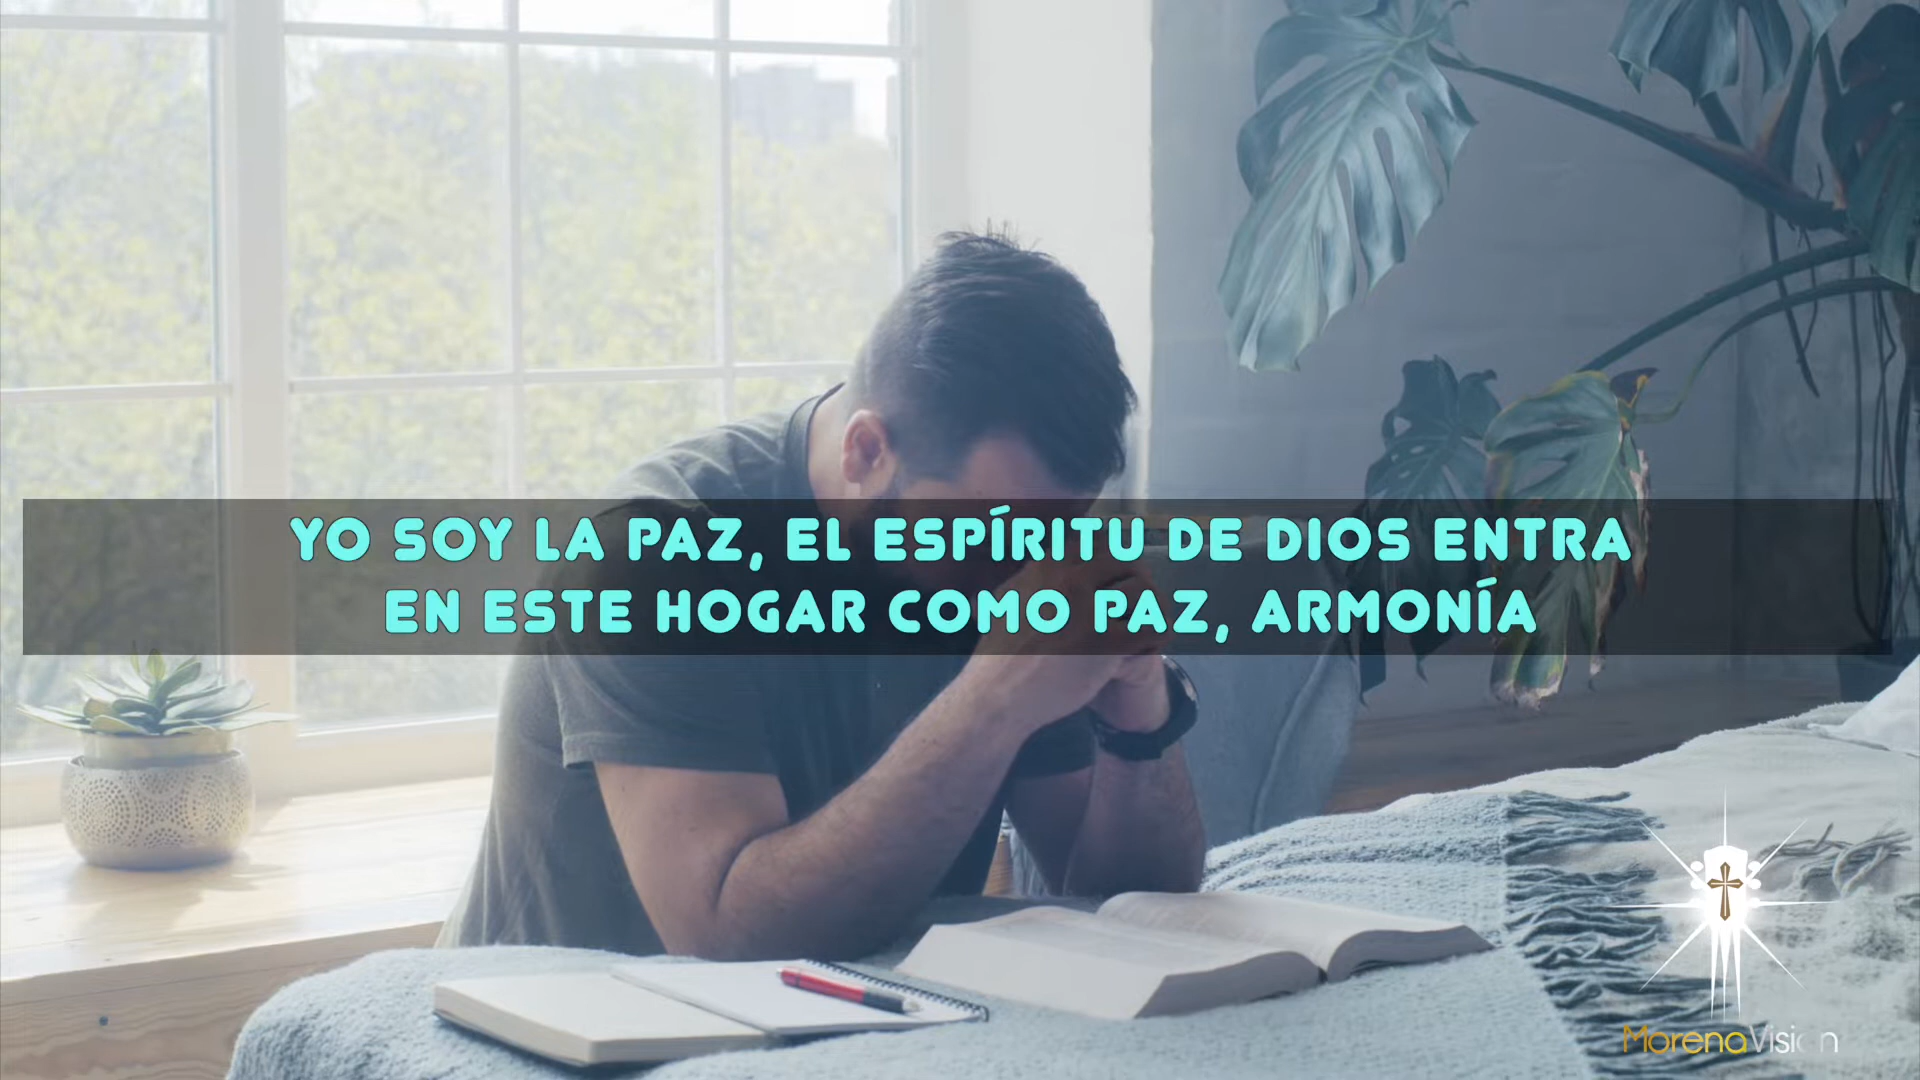 YO SOY LA PAZ, EL ESPÍRITU DE DIOS ENTRA
EN ESTE HOGAR COMO PAZ, ARMONÍA
MorenaVision